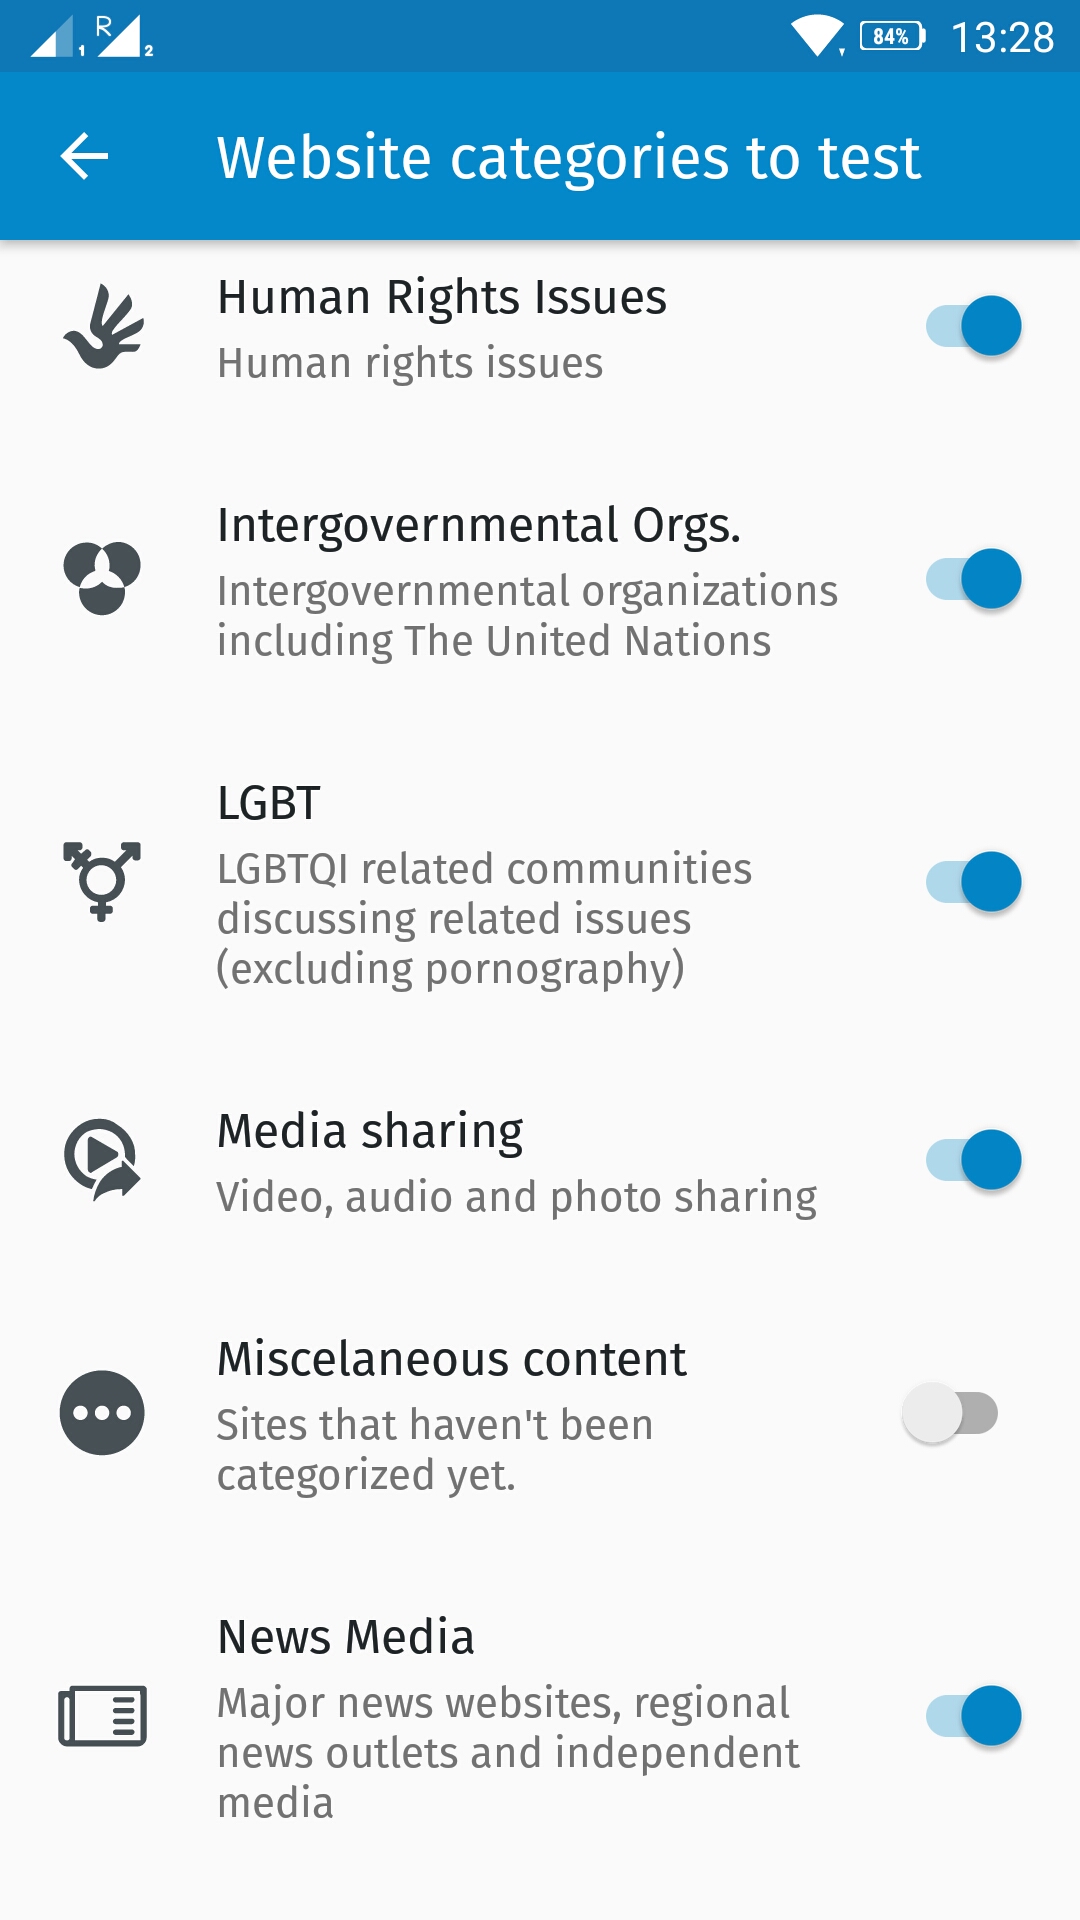 1 R 2 84% 13:28
Website categories to test
Human Rights Issues
Human rights issues
Intergovernmental Orgs.
Intergovernmental organizations
including The United Nations
LGBT
LGBTQI related communities
discussing related issues
(excluding pornography)
Media sharing
Video, audio and photo sharing
Miscelaneous content
Sites that haven't been
categorized yet.
News Media
Major news websites, regional
news outlets and independent
media